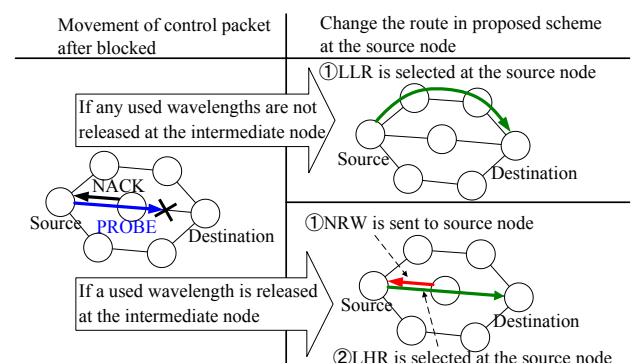 Movement of control packet
after blocked
Change the route in proposed scheme
at the source node
①LLR is selected at the source node
If any used wavelengths are not
released at the intermediate node
Source
Destination
NACK
Source
PROBE
Destination
①NRW is sent to source node
If a used wavelength is released
at the intermediate node
Source
Destination
②LHR is selected at the source node